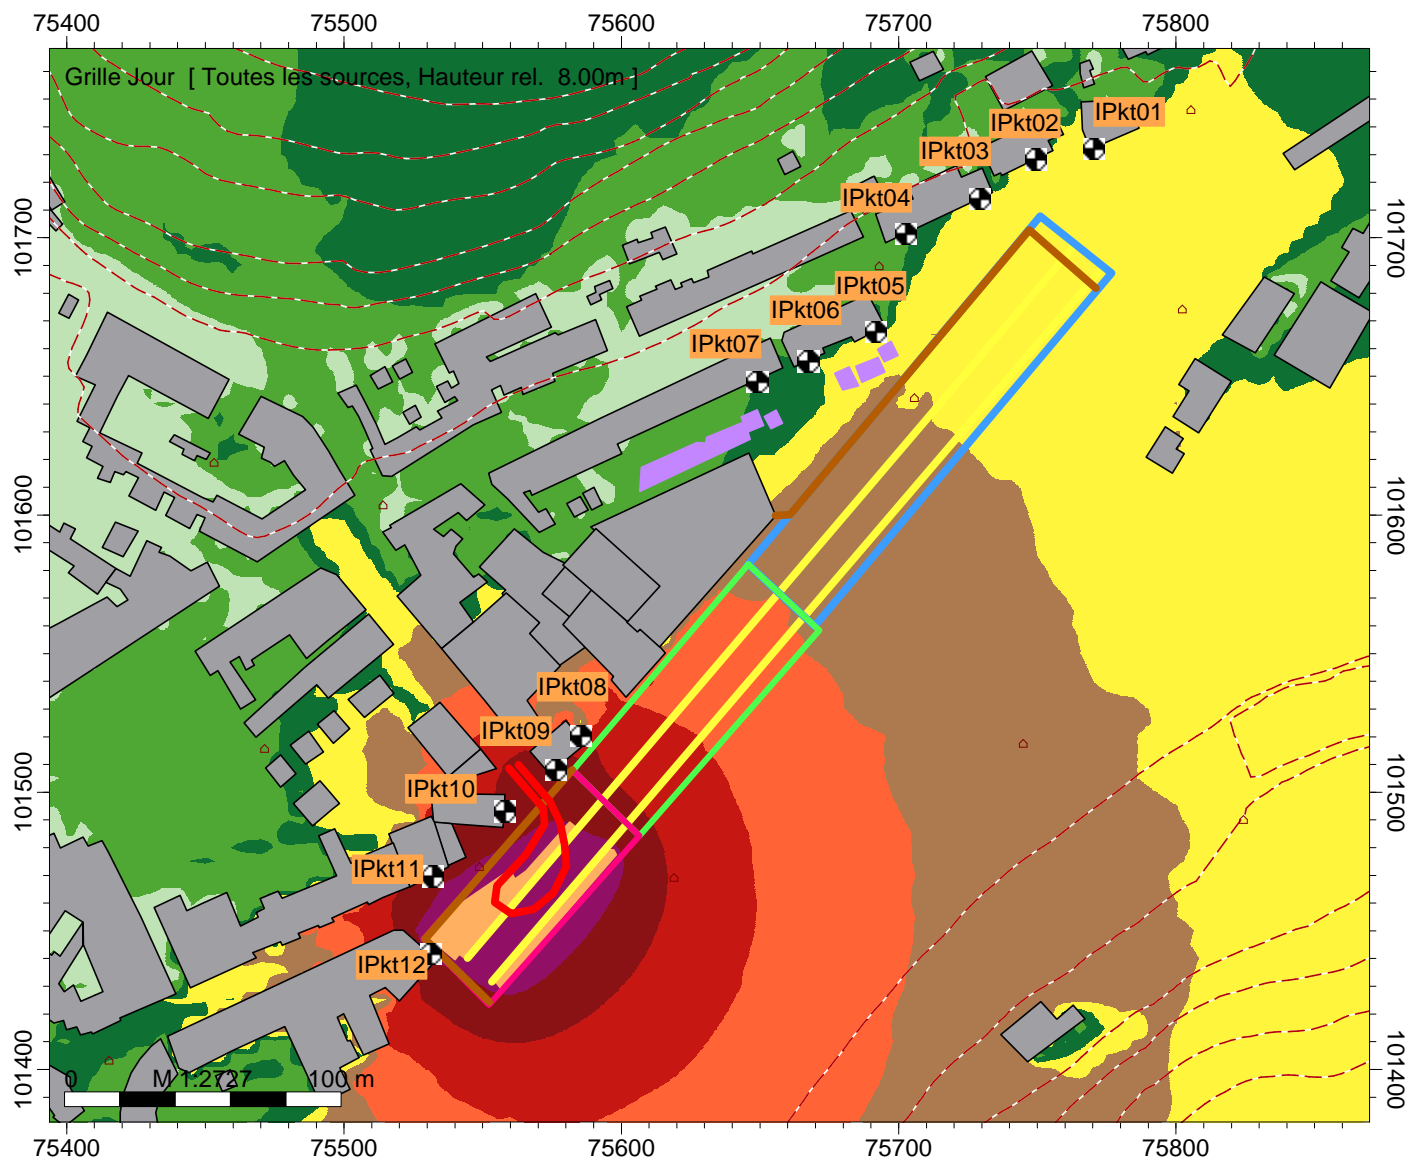 75400 75500 75600 75700 75800
Grille Jour [ Toutes les sources, Hauteur rel. 8.00m ]
IPkt01
IPkt02
IPkt03
IPkt04
101700
101700
IPkt05
IPkt06
IPkt07
101600
101600
IPkt08
IPkt09
101500
101500
IPkt10
IPkt11
IPkt12
101400
101400
0 M 1:2727 100 m
75400 75500 75600 75700 75800